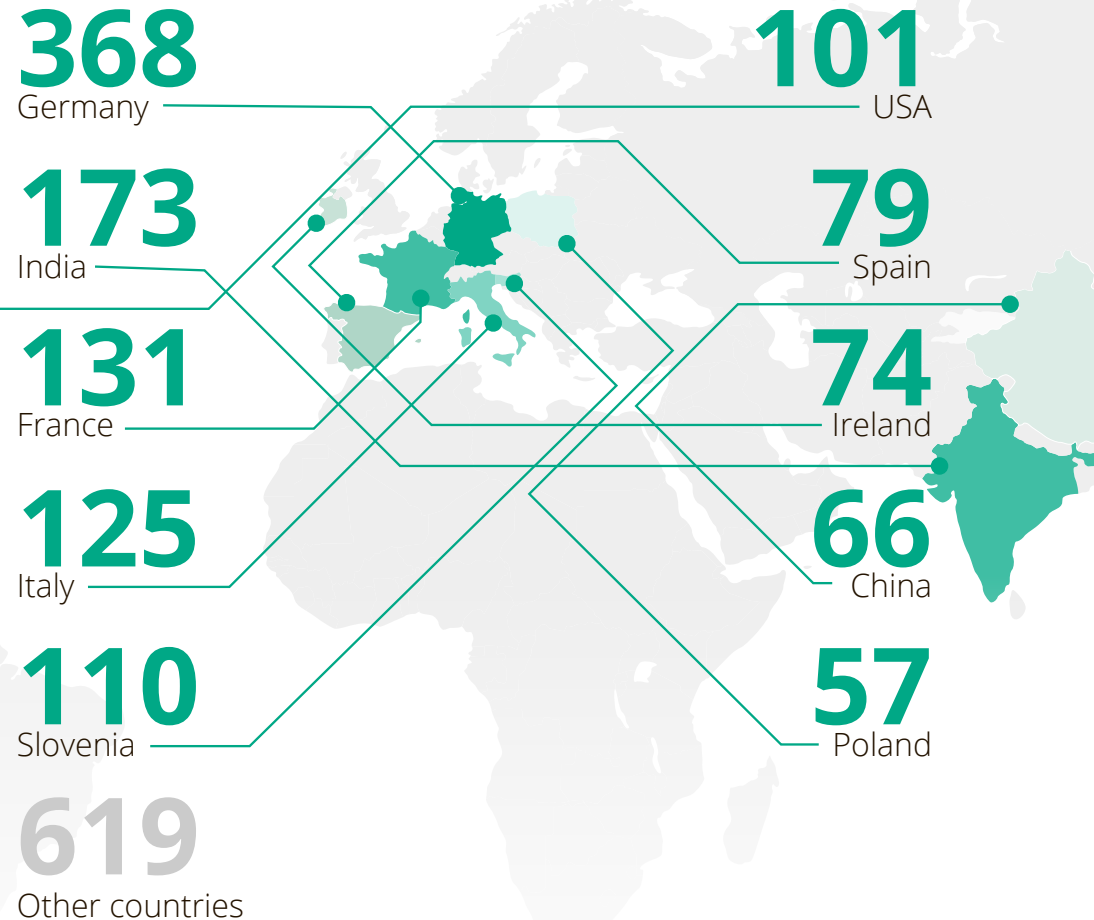 368
Germany
173
India
131
France
125
Italy
110
Slovenia
619
Other countries
101
USA
79
Spain
74
Ireland
66
China
57
Poland